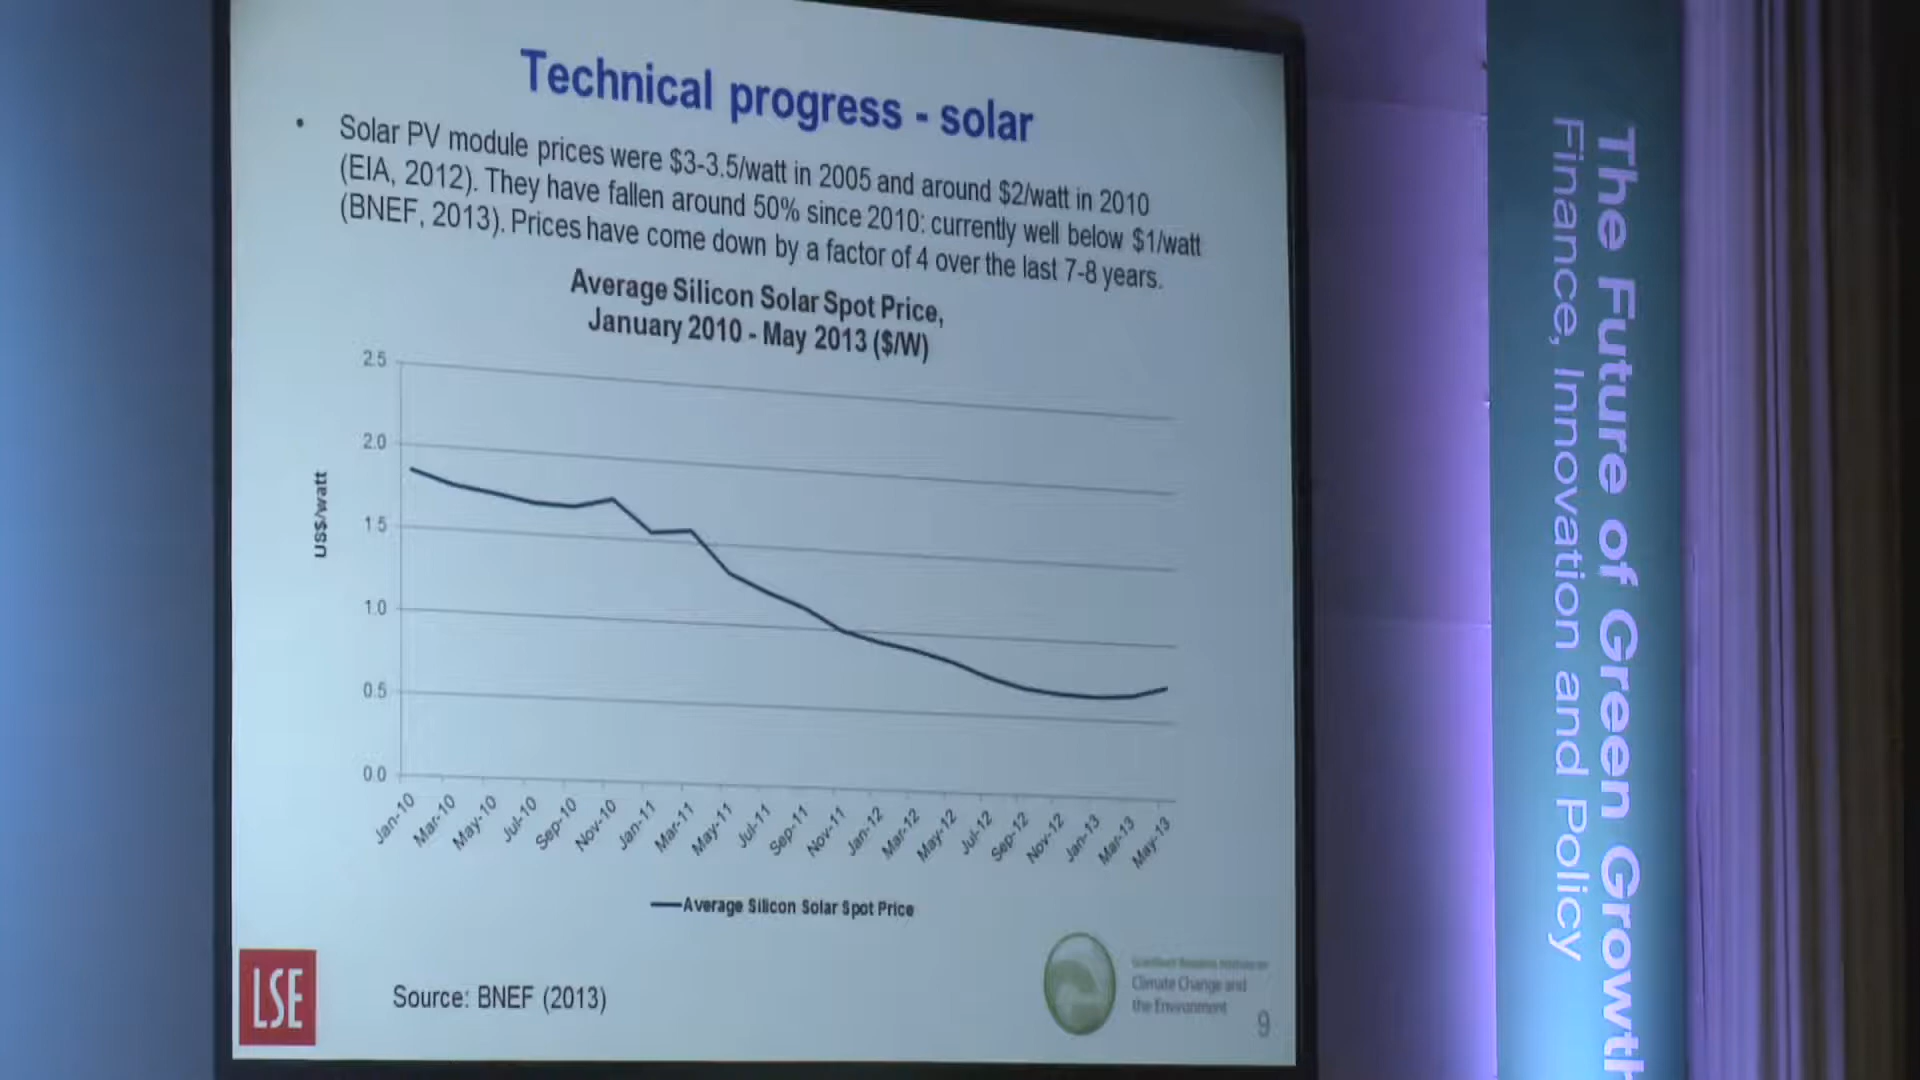 Technical progress - solar
• Solar PV module prices were $3-3.5/watt in 2005 and around $2/watt in 2010
(EIA, 2012). They have fallen around 50% since 2010; currently well below $1/watt
(BNEF, 2013). Prices have come down by a factor of 4 over the last 7-8 years.
Average Silicon Solar Spot Price,
January 2010 - May 2013 ($/W)
US$/watt
2.5
2.0
1.5
1.0
0.5
0.0
Jan-10 Mar-10 May-10 Jul-10 Sep-10 Nov-10 Jan-11 Mar-11 May-11 Jul-11 Sep-11 Nov-11 Jan-12 Mar-12 May-12 Jul-12 Sep-12 Nov-12 Jan-13 Mar-13 May-13
Average Silicon Solar Spot Price
LSE
Source: BNEF (2013)
Climate Change and
the Environment
9
The Future of Green Growth
Finance, Innovation and Policy